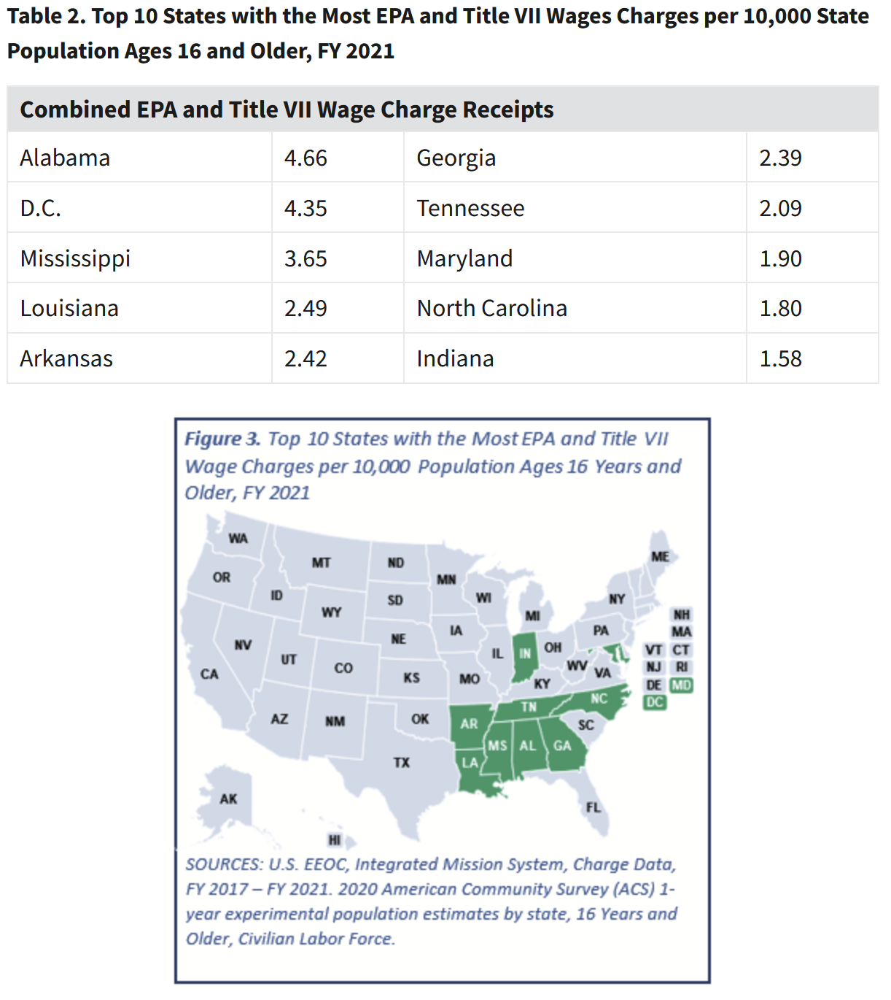 Table 2. Top 10 States with the Most EPA and Title VII Wages Charges per 10,000 State
Population Ages 16 and Older, FY 2021
Combined EPA and Title VII Wage Charge Receipts
Alabama 4.66 Georgia 2.39
D.C. 4.35 Tennessee 2.09
Mississippi 3.65 Maryland 1.90
Louisiana 2.49 North Carolina 1.80
Arkansas 2.42 Indiana 1.58
Figure 3. Top 10 States with the Most EPA and Title VII
Wage Charges per 10,000 Population Ages 16 Years and
Older, FY 2021
WA
ME
MT ND
OR MN
ID SD WI NY
WY MI NH
IA PA MA
NE
NV IL IN OH VT CT
UT CO WV NJ RI
CA KS MO VA
KY DE MD
NC DC
TN
AZ NM OK AR SC
MS AL GA
TX LA
AK FL
HI
SOURCES: U.S. EEOC, Integrated Mission System, Charge Data,
FY 2017 – FY 2021. 2020 American Community Survey (ACS) 1-
year experimental population estimates by state, 16 Years and
Older, Civilian Labor Force.